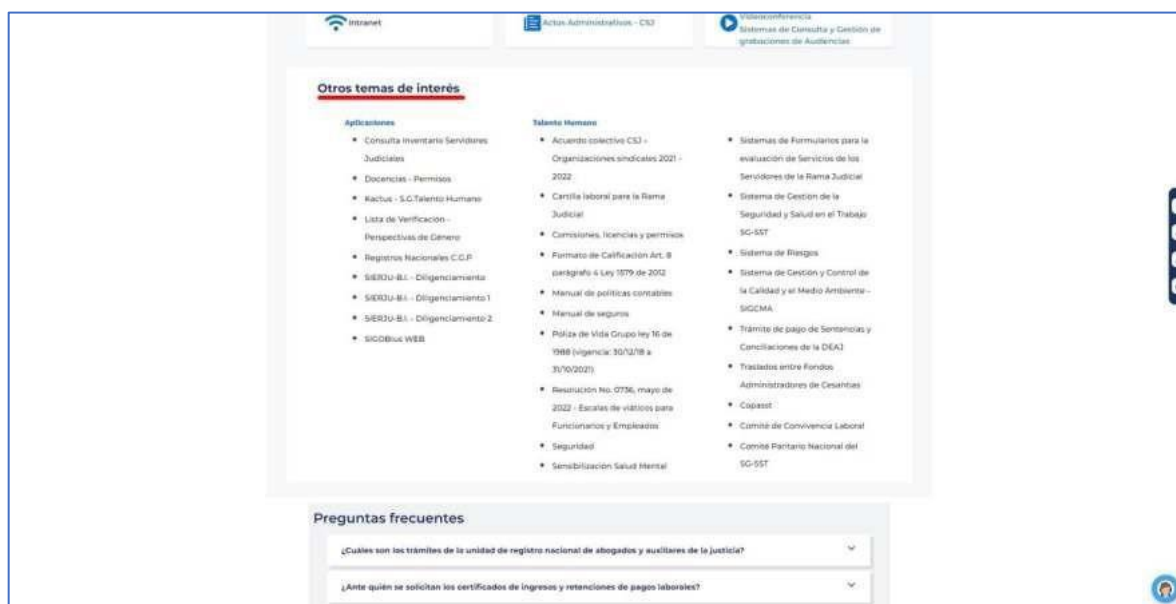 Intranet
Actos Administrativos - CSJ
Videoconferencia
Sistemas de Consulta y Gestión de
grabaciones de Audiencias
Otros temas de interés
Aplicaciones
Consulta Inventario Servidores
Judiciales
Docencias - Permisos
Kactus - S.G.Talento Humano
Lista de Verificación -
Perspectivas de Género
Registros Nacionales C.G.P
SIERJU-B.I. - Diligenciamiento
SIERJU-B.I. - Diligenciamiento 1
SIERJU-B.I. - Diligenciamiento 2
SIGOBius WEB
Talento Humano
Acuerdo colectivo CSJ -
Organizaciones sindicales 2021 -
2022
Cartilla laboral para la Rama
Judicial
Comisiones, licencias y permisos
Formato de Calificación Art. 8
parágrafo 4 Ley 1579 de 2012
Manual de políticas contables
Manual de seguros
Póliza de Vida Grupo ley 16 de
1988 (vigencia: 30/12/18 a
31/10/2021)
Resolución No. 0736, mayo de
2022 - Escalas de viáticos para
Funcionarios y Empleados
Seguridad
Sensibilización Salud Mental
Sistemas de Formularios para la
evaluación de Servicios de los
Servidores de la Rama Judicial
Sistema de Gestión de la
Seguridad y Salud en el Trabajo
SG-SST
Sistema de Riesgos
Sistema de Gestión y Control de
la Calidad y el Medio Ambiente -
SIGCMA
Trámite de pago de Sentencias y
Conciliaciones de la DEAJ
Traslados entre Fondos
Administradores de Cesantías
Copasst
Comité de Convivencia Laboral
Comité Paritario Nacional del
SG-SST
Preguntas frecuentes
¿Cuáles son los trámites de la unidad de registro nacional de abogados y auxiliares de la justicia?
¿Ante quién se solicitan los certificados de ingresos y retenciones de pagos laborales?